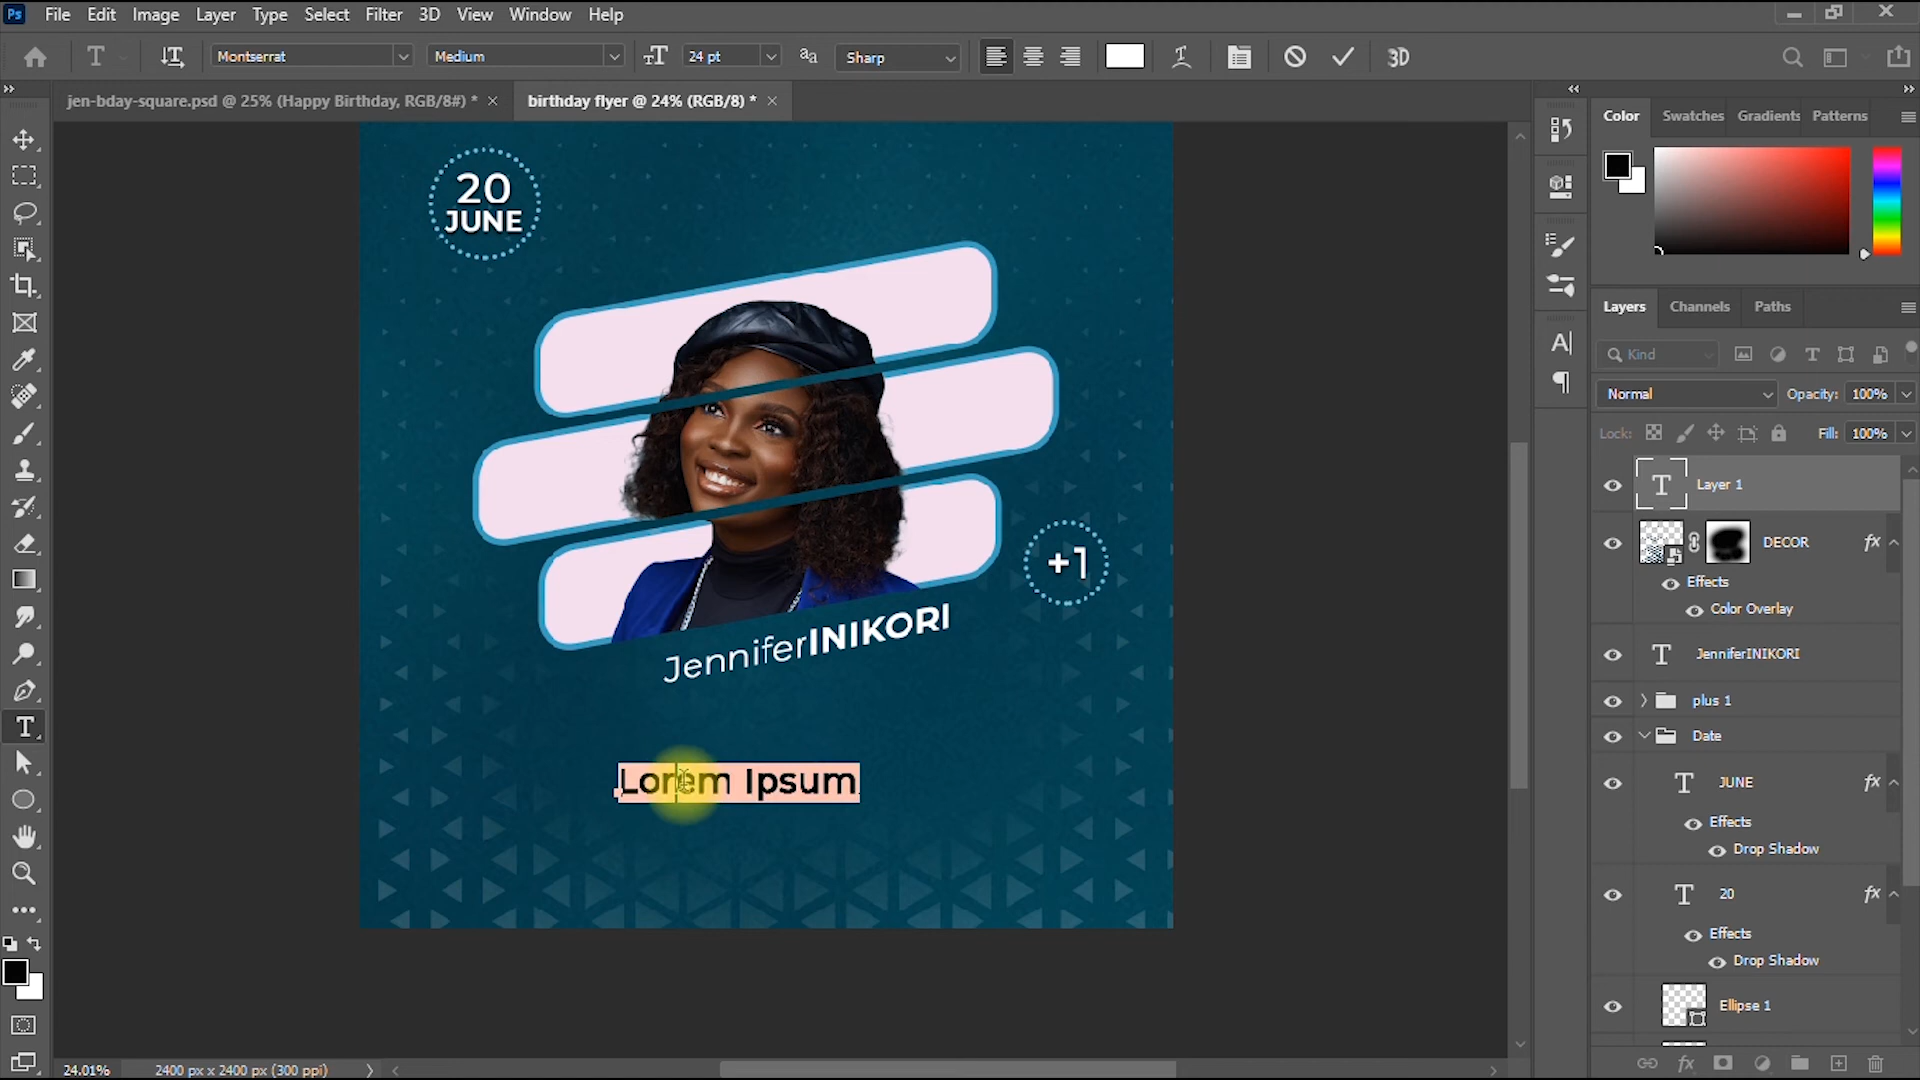 Ps File Edit Image Layer Type Select Filter 3D View Window Help
T Montserrat Medium 24 pt aa Sharp 3D
jen-bday-square.psd @ 25% (Happy Birthday, RGB/8#) * birthday flyer @ 24% (RGB/8) *
Color Swatches Gradients Patterns
20
JUNE
+1
JenniferINIKORI
Lorem Ipsum
Layers Channels Paths
Kind
Normal Opacity: 100%
Lock: Fill: 100%
Layer 1
DECOR fx
Effects
Color Overlay
JenniferINIKORI
plus 1
Date
JUNE fx
Effects
Drop Shadow
20 fx
Effects
Drop Shadow
Ellipse 1
24.01% 2400 px x 2400 px (300 ppi)